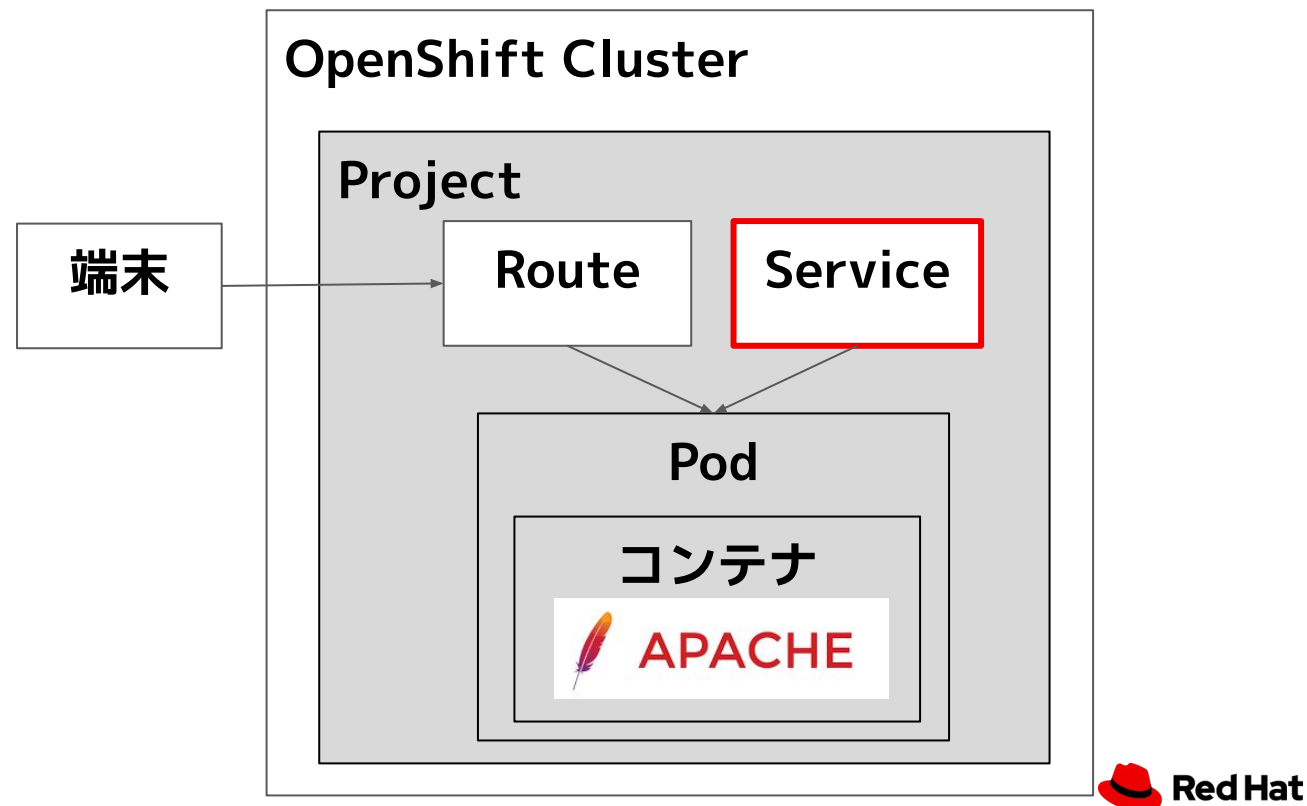 OpenShift Cluster
Project
端末
Route
Service
Pod
コンテナ
APACHE
Red Hat